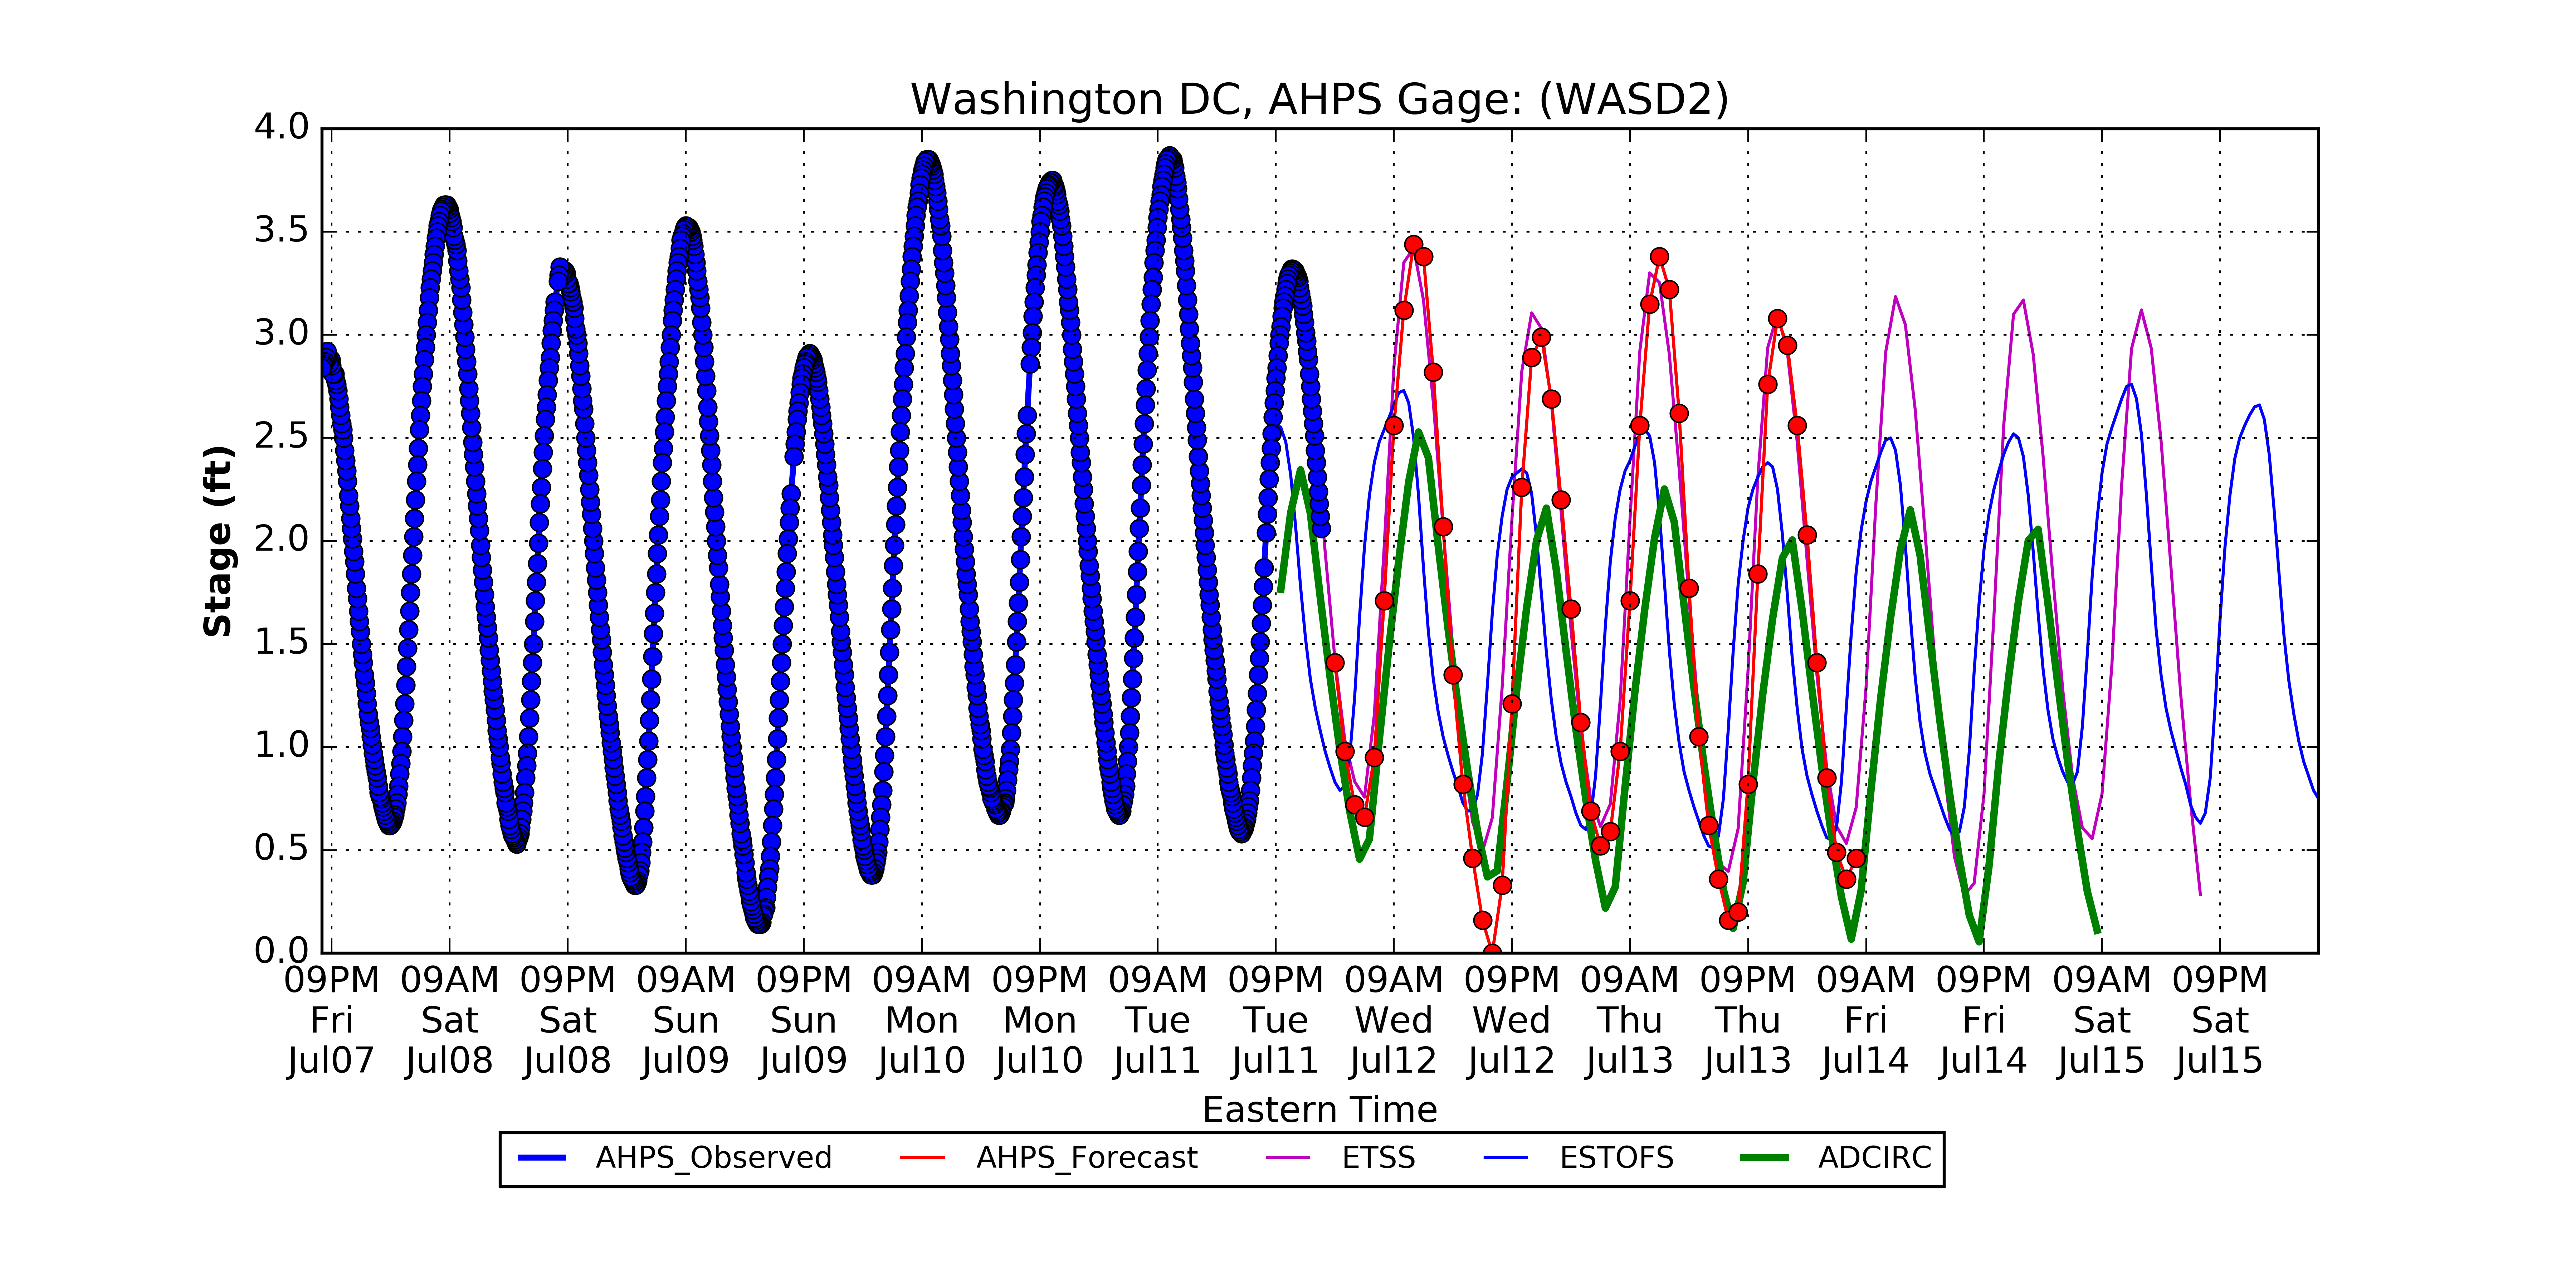 Washington DC, AHPS Gage: (WASD2)
4.0
3.5
3.0
2.5
2.0
1.5
1.0
0.5
0.0
Stage (ft)
09PM 09AM 09PM 09AM 09PM 09AM 09PM 09AM 09PM 09AM 09PM 09AM 09PM 09AM 09PM 09AM 09PM
Fri Sat Sat Sun Sun Mon Mon Tue Tue Wed Wed Thu Thu Fri Fri Sat Sat
Jul07 Jul08 Jul08 Jul09 Jul09 Jul10 Jul10 Jul11 Jul11 Jul12 Jul12 Jul13 Jul13 Jul14 Jul14 Jul15 Jul15
Eastern Time
AHPS_Observed AHPS_Forecast ETSS ESTOFS ADCIRC